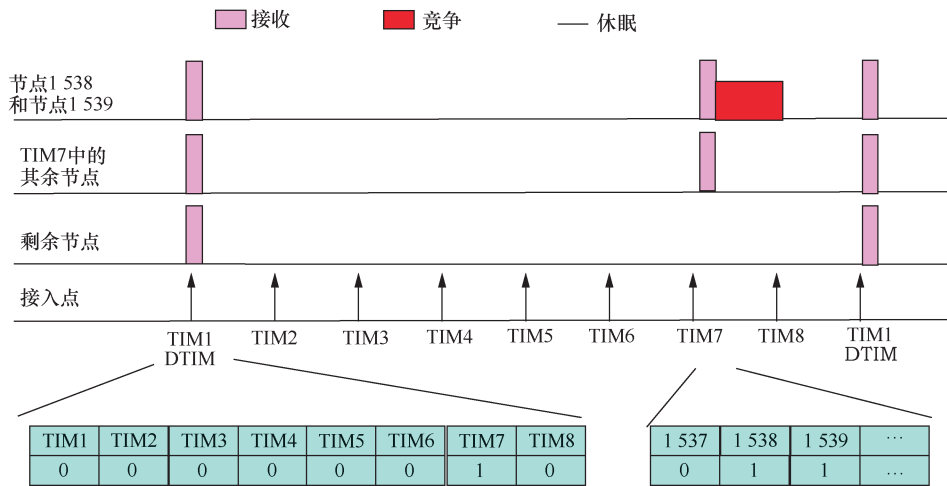 接收 竞争 休眠
节点1 538
和节点1 539
TIM7中的
其余节点
剩余节点
接入点
TIM1 TIM2 TIM3 TIM4 TIM5 TIM6 TIM7 TIM8 TIM1
DTIM DTIM
TIM1 TIM2 TIM3 TIM4 TIM5 TIM6 TIM7 TIM8
0 0 0 0 0 0 1 0
1 537 1 538 1 539 …
0 1 1 …